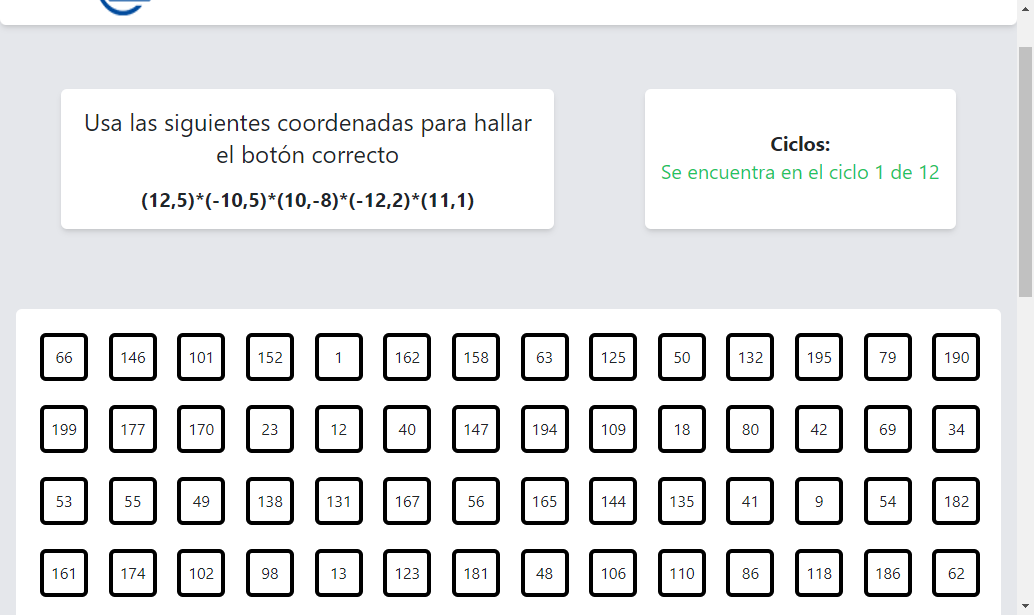 Usa las siguientes coordenadas para hallar
el botón correcto
(12,5)*(-10,5)*(10,-8)*(-12,2)*(11,1)
Ciclos:
Se encuentra en el ciclo 1 de 12
66 146 101 152 1 162 158 63 125 50 132 195 79 190
199 177 170 23 12 40 147 194 109 18 80 42 69 34
53 55 49 138 131 167 56 165 144 135 41 9 54 182
161 174 102 98 13 123 181 48 106 110 86 118 186 62